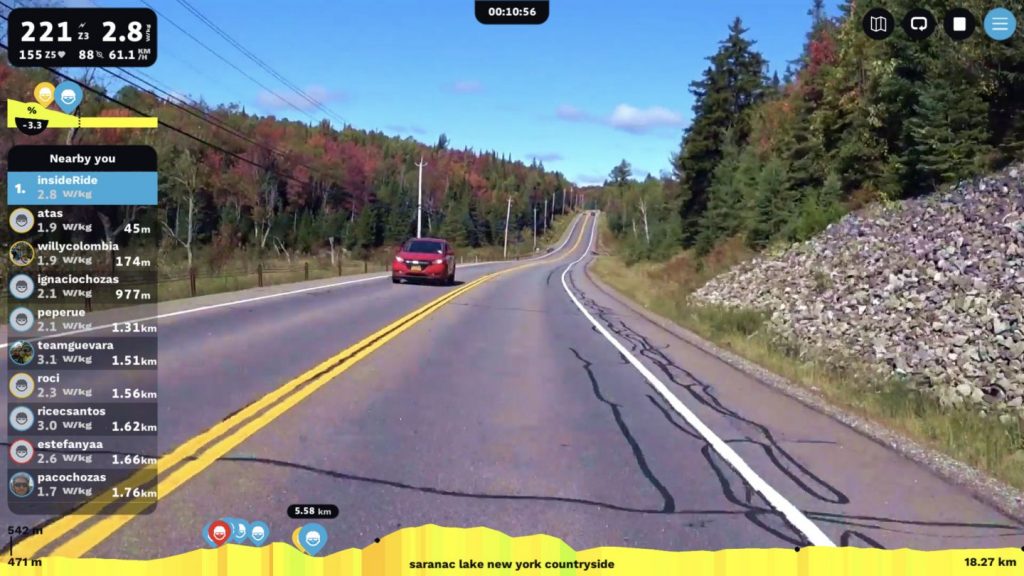 221 Z3 2.8 W/kg
155 Z5 88 61.1 KM/H
00:10:56
%
-3.3
Nearby you
1. insideRide
2.8 W/kg
atas
1.9 W/kg 45m
willycolombia
1.9 W/kg 174m
ignaciochozas
2.1 W/kg 977m
peperue
2.1 W/kg 1.31km
teamguevara
3.1 W/kg 1.51km
roci
2.3 W/kg 1.56km
ricecsantos
3.0 W/kg 1.62km
estefanyaa
2.6 W/kg 1.66km
pacochozas
1.7 W/kg 1.76km
5.58 km
542 m
471 m
saranac lake new york countryside
18.27 km